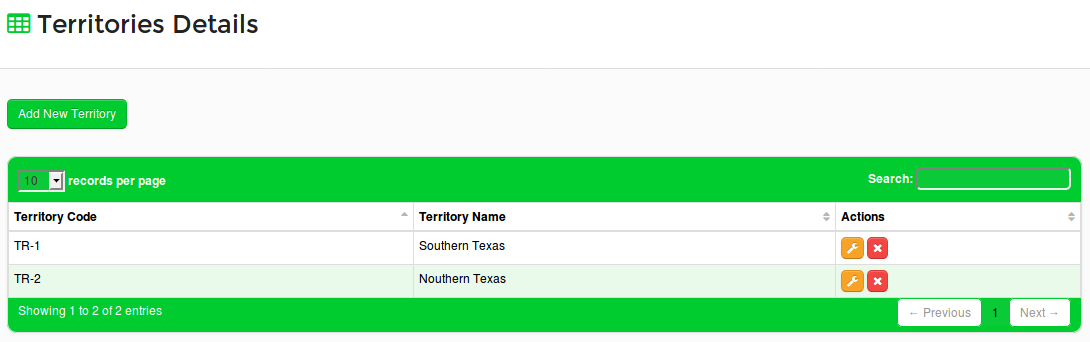 Territories Details
Add New Territory
10 records per page Search:
Territory Code Territory Name Actions
TR-1 Southern Texas
TR-2 Nouthern Texas
Showing 1 to 2 of 2 entries ← Previous 1 Next →